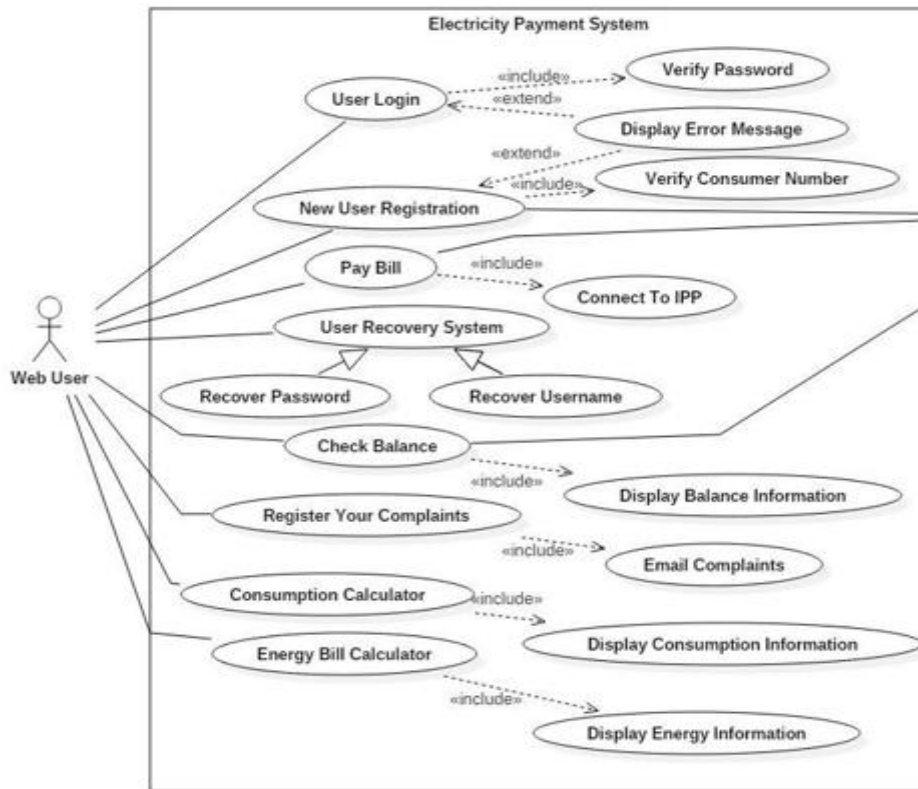 Electricity Payment System
Verify Password
«include»
User Login
«extend»
Display Error Message
«extend»
Verify Consumer Number
«include»
New User Registration
Pay Bill
«include»
Connect To IPP
User Recovery System
Web User
Recover Password
Recover Username
Check Balance
«include»
Display Balance Information
Register Your Complaints
«include»
Email Complaints
Consumption Calculator
«include»
Display Consumption Information
Energy Bill Calculator
«include»
Display Energy Information